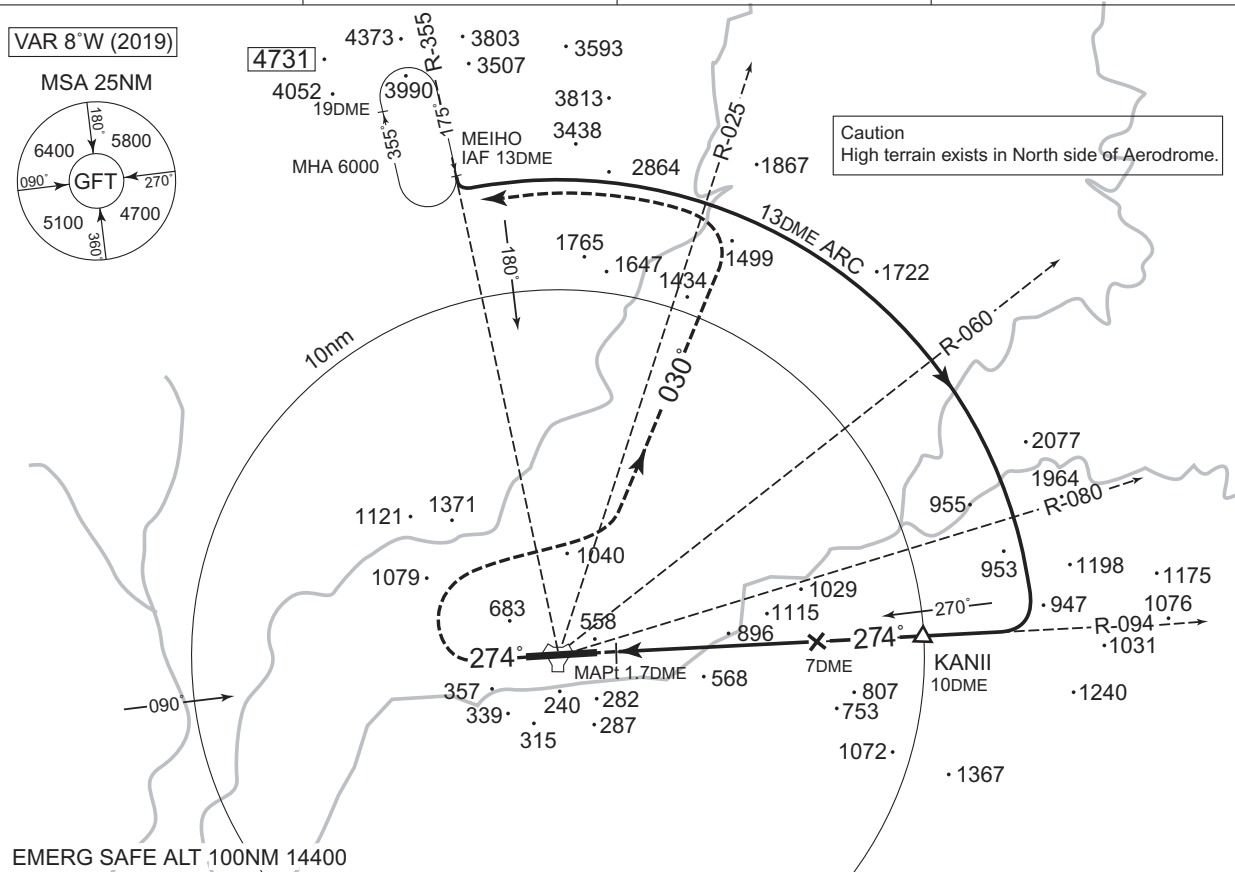 VAR 8˚W (2019)
MSA 25NM
180˚
6400
5800
090˚
GFT
270˚
5100
4700
360˚
4373
3803
3593
4731
3507
4052
3990
3813
19DME
3438
R-355
175˚
355˚
MEIHO
IAF 13DME
MHA 6000
2864
R-025
1867
Caution
High terrain exists in North side of Aerodrome.
13DME ARC
180˚
1765
1647
1499
1434
1722
10nm
R-060
030˚
2077
1964
R-080
955
1371
1121
1040
1079
953
1198
1175
1029
683
1115
270˚
947
1076
558
896
R-094
274˚
274˚
1031
MAPt 1.7DME
7DME
KANII
10DME
568
090˚
357
240
282
807
1240
339
753
315
287
1072
1367
EMERG SAFE ALT 100NM 14400